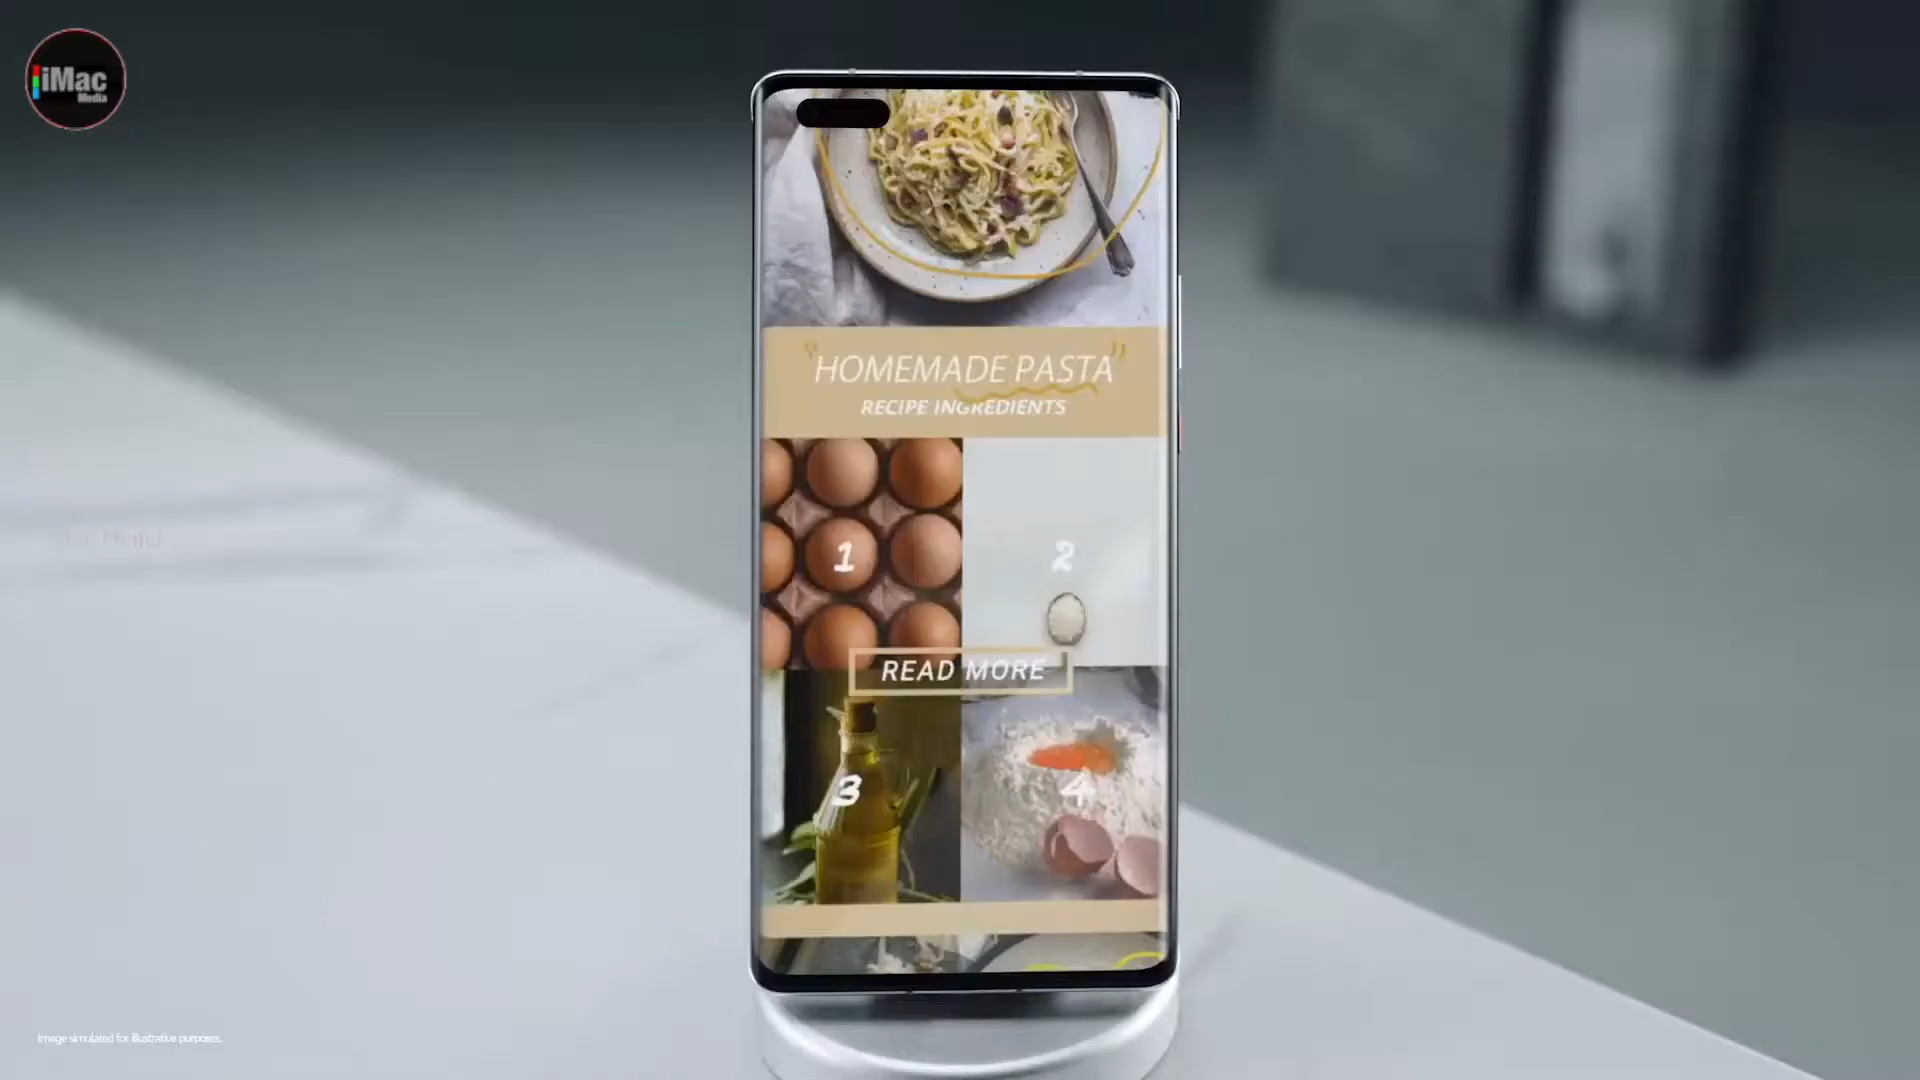 iMac
Media
"HOMEMADE PASTA"
RECIPE INGREDIENTS
1
2
READ MORE
3
4
Image simulated for illustrative purposes.